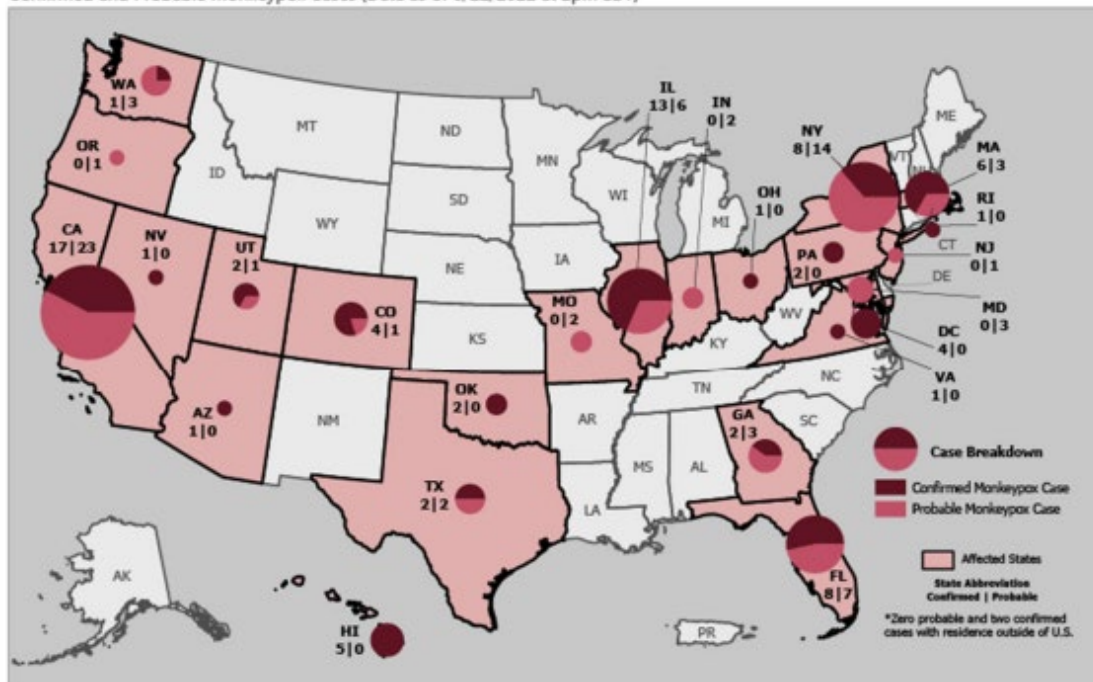 WA
1|3
OR
0|1
CA
17|23
NV
1|0
UT
2|1
CO
4|1
AZ
1|0
MT
ID
WY
ND
SD
NE
KS
NM
OK
2|0
TX
2|2
MN
IA
MO
0|2
AR
LA
WI
IL
13|6
IN
0|2
MI
OH
1|0
KY
TN
MS
AL
GA
2|3
FL
8|7
SC
NC
WV
VA
1|0
DC
4|0
MD
0|3
DE
PA
2|0
NJ
0|1
CT
RI
1|0
MA
6|3
NY
8|14
VT
ME
AK
HI
5|0
PR
Case Breakdown
Confirmed Monkeypox Case
Probable Monkeypox Case
Affected States
State Abbreviation
Confirmed | Probable
*Zero probable and two confirmed
cases with residence outside of U.S.